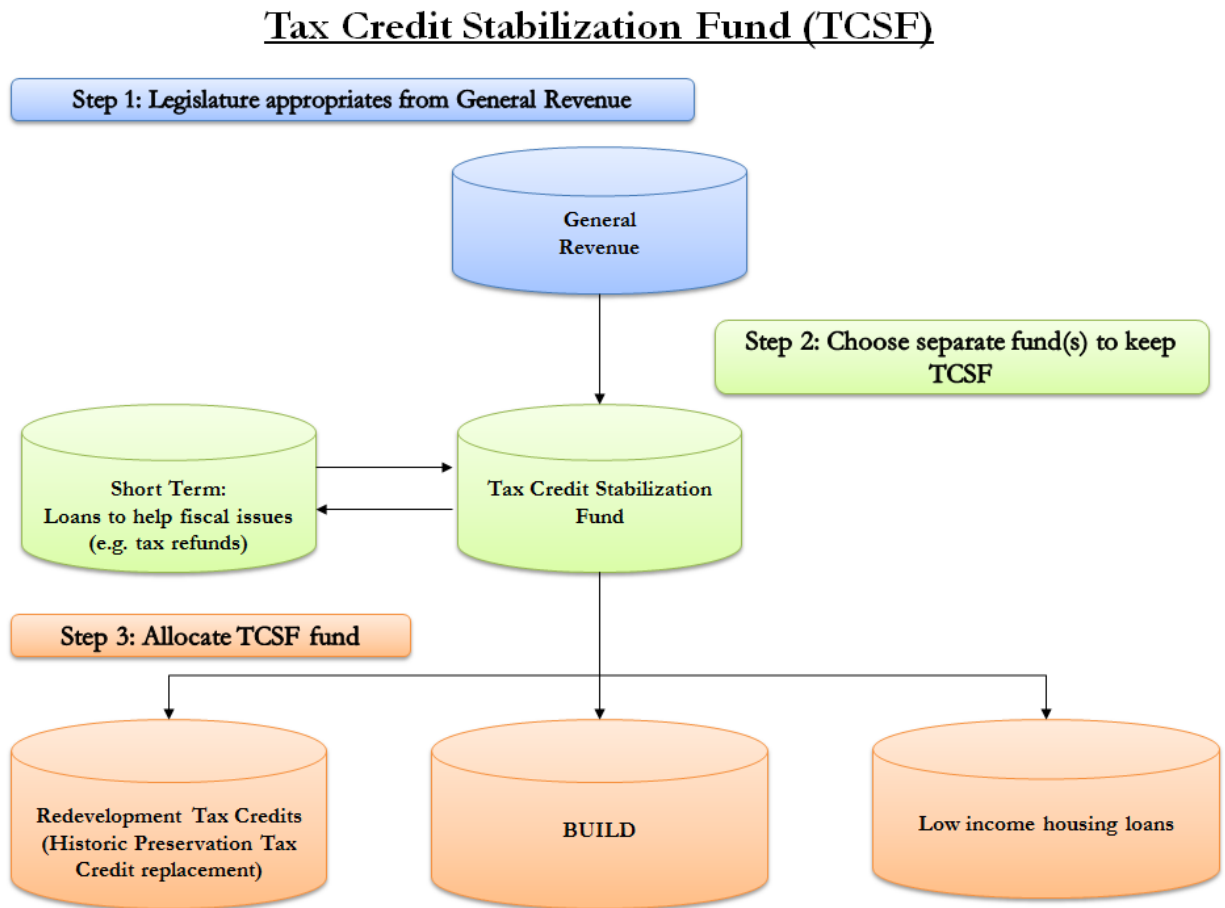 Tax Credit Stabilization Fund (TCSF)
Step 1: Legislature appropriates from General Revenue
General
Revenue
Step 2: Choose separate fund(s) to keep
TCSF
Short Term:
Loans to help fiscal issues
(e.g. tax refunds)
Tax Credit Stabilization
Fund
Step 3: Allocate TCSF fund
Redevelopment Tax Credits
(Historic Preservation Tax
Credit replacement)
BUILD
Low income housing loans